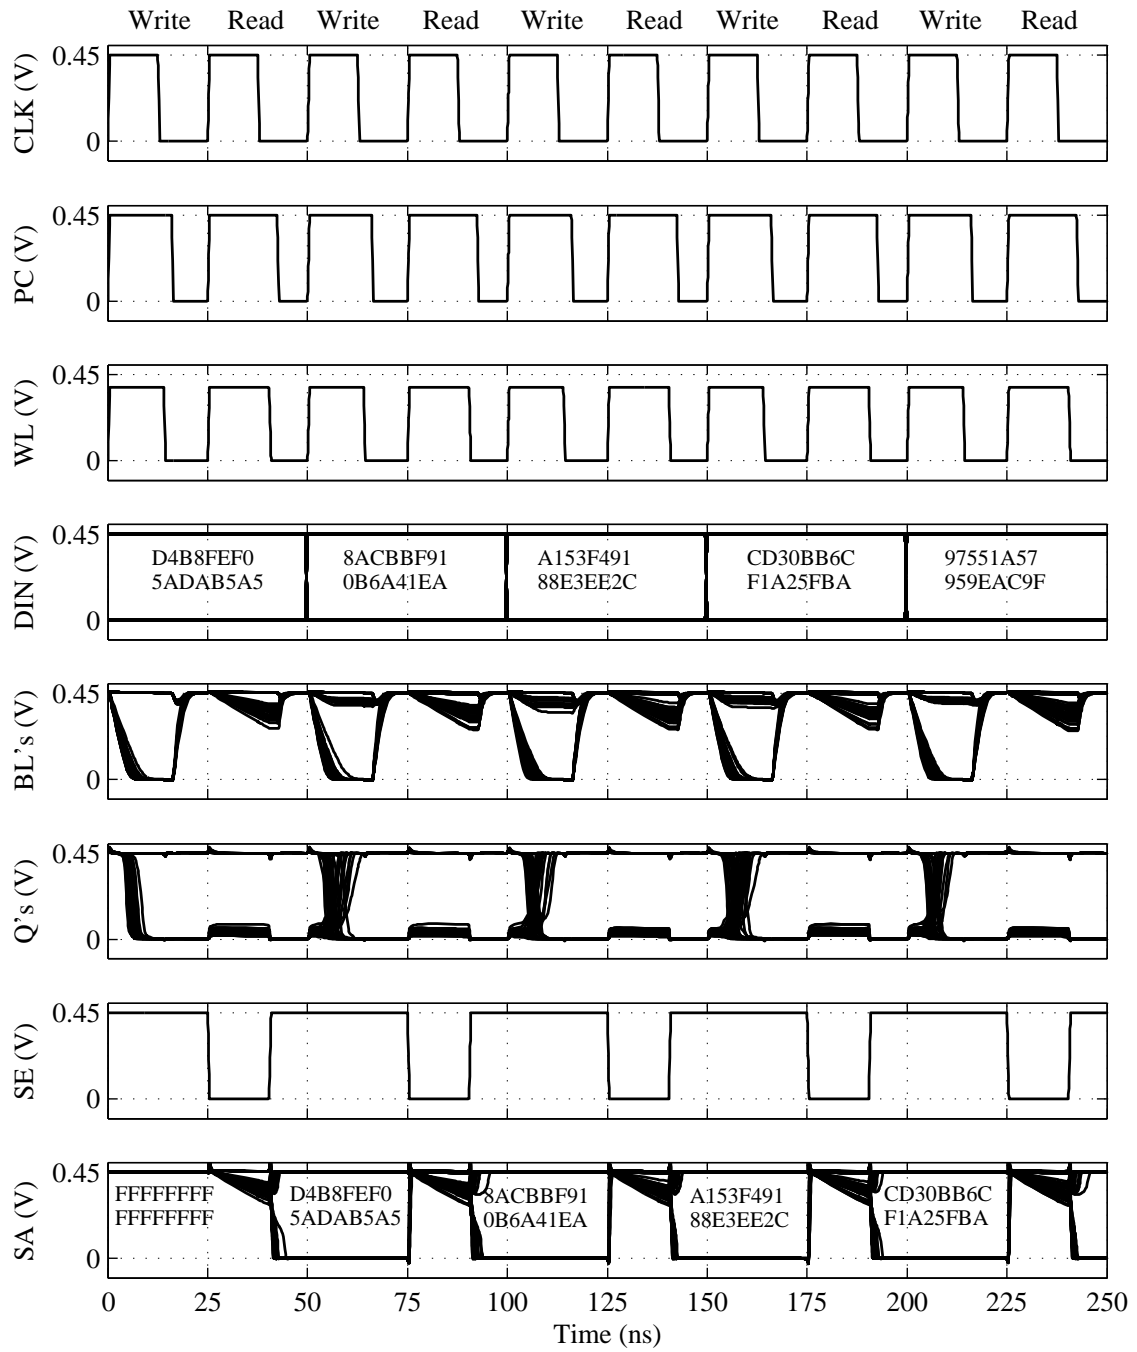 Write Read Write Read Write Read Write Read Write Read
CLK (V)
0.45
0
PC (V)
0.45
0
WL (V)
0.45
0
DIN (V)
0.45
0
D4B8FEF0 8ACBBF91 A153F491 CD30BB6C 97551A57
5ADAB5A5 0B6A41EA 88E3EE2C F1A25FBA 959EAC9F
BL's (V)
0.45
0
Q's (V)
0.45
0
SE (V)
0.45
0
SA (V)
0.45
0
FFFFFFFF D4B8FEF0 8ACBBF91 A153F491 CD30BB6C
FFFFFFFF 5ADAB5A5 0B6A41EA 88E3EE2C F1A25FBA
0 25 50 75 100 125 150 175 200 225 250
Time (ns)